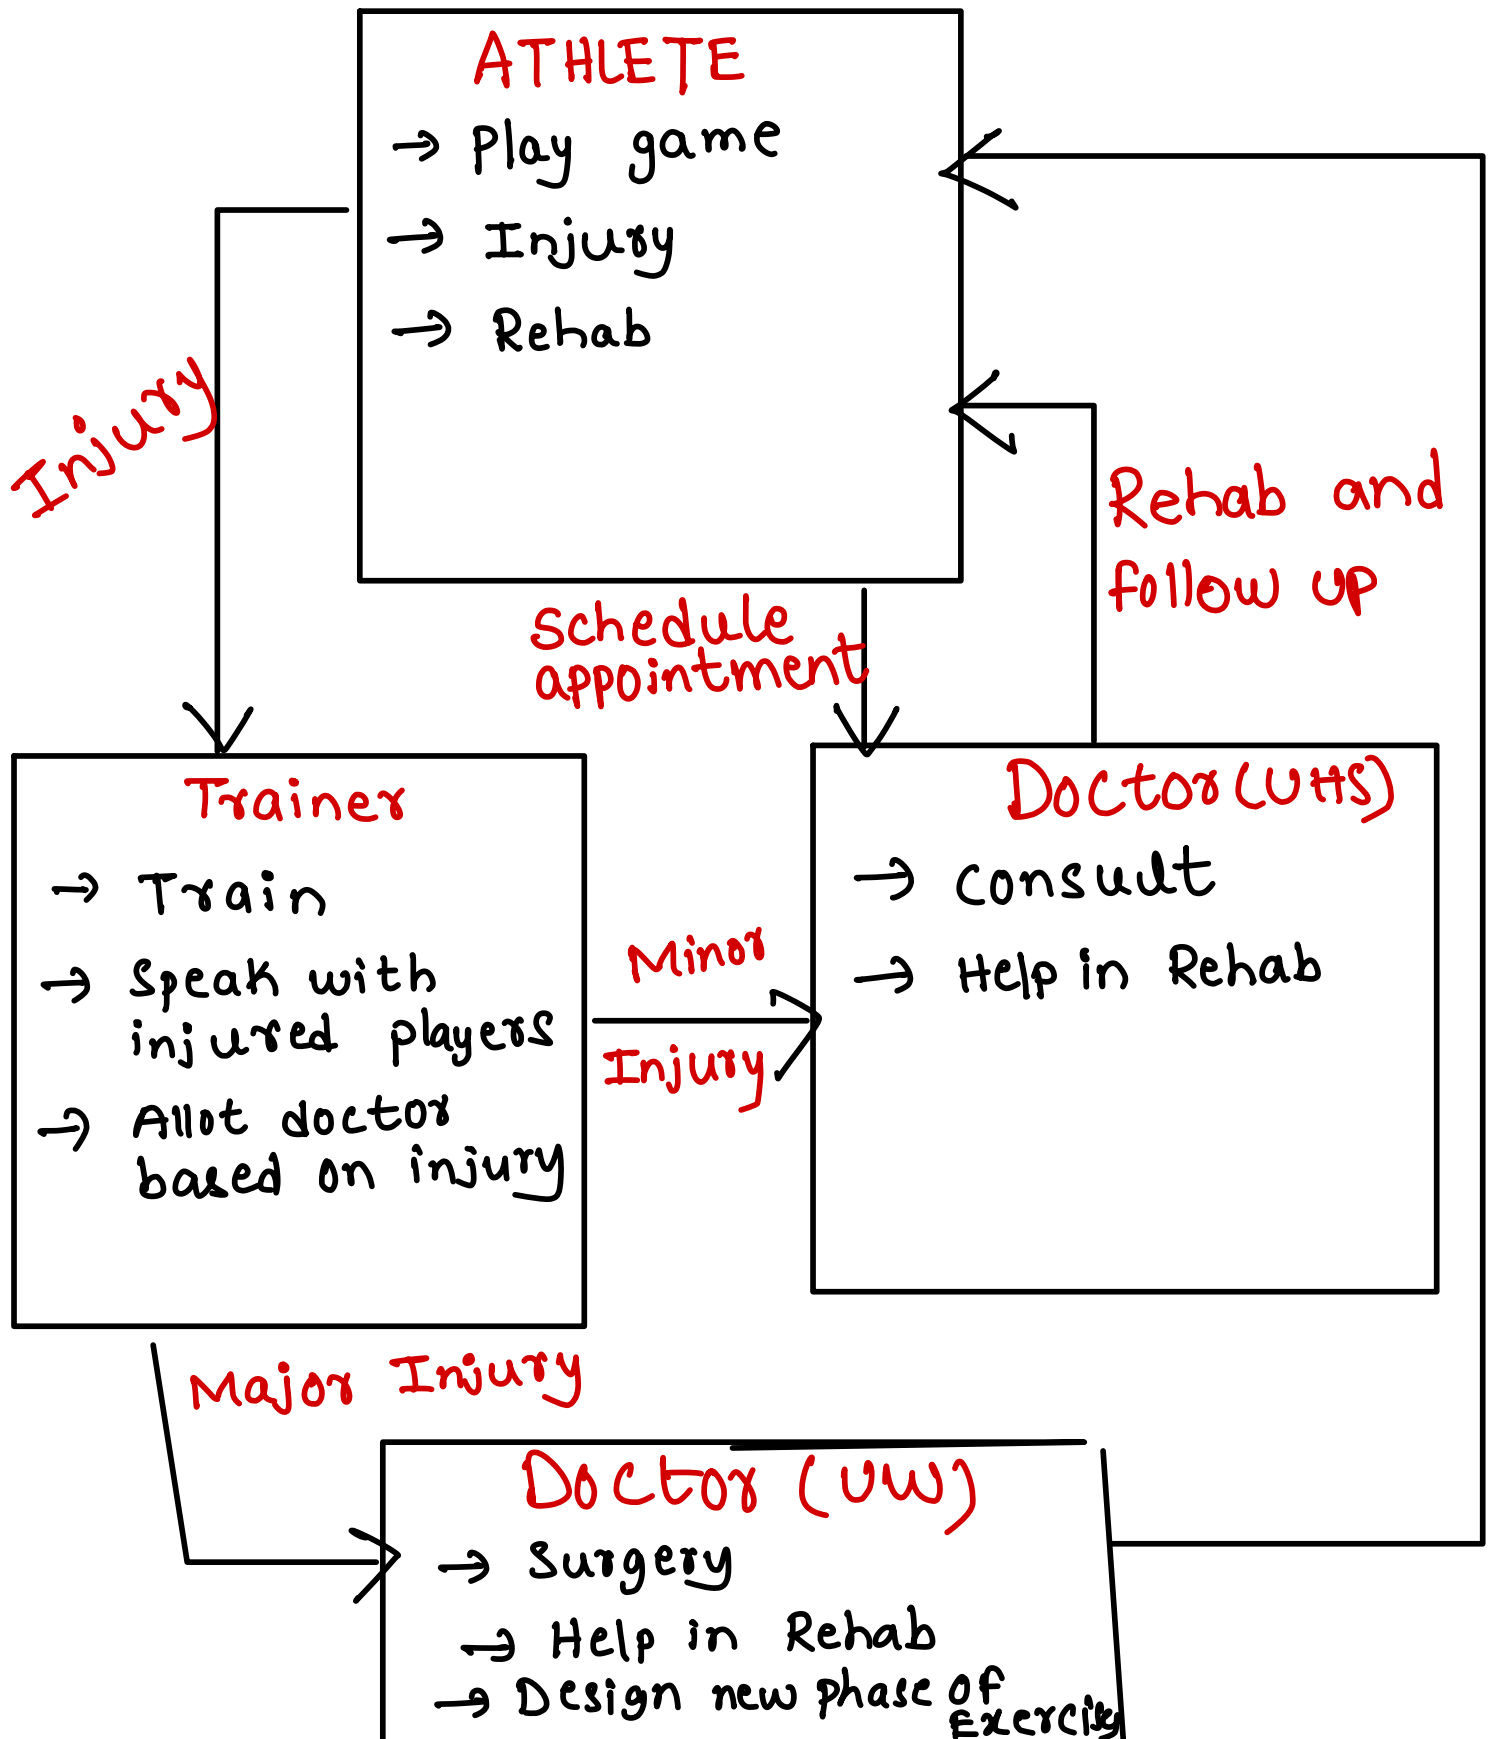 ATHLETE
→ Play game
→ Injury
→ Rehab
Injury
Rehab and
follow up
Schedule
appointment
Trainer
→ Train
→ Speak with
injured players
→ Allot doctor
based on injury
Minor
Injury
Doctor (UHS)
→ Consult
→ Help in Rehab
Major Injury
Doctor (UW)
→ Surgery
→ Help in Rehab
→ Design new phase of
Exercise